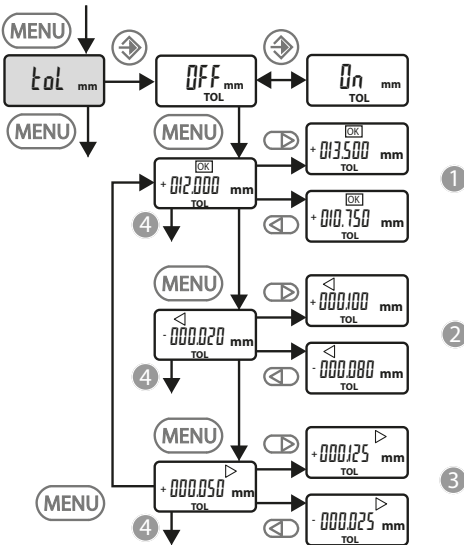 MENU
toL mm
OFF mm
TOL
On mm
TOL
MENU
MENU
OK
+ 012.000 mm
TOL
OK
+ 013.500 mm
TOL
1
OK
+ 010.750 mm
TOL
4
MENU
- 000.020 mm
TOL
+ 000.100 mm
TOL
2
- 000.080 mm
TOL
4
MENU
+ 000.050 mm
TOL
+ 000.125 mm
TOL
3
- 000.025 mm
TOL
MENU
4